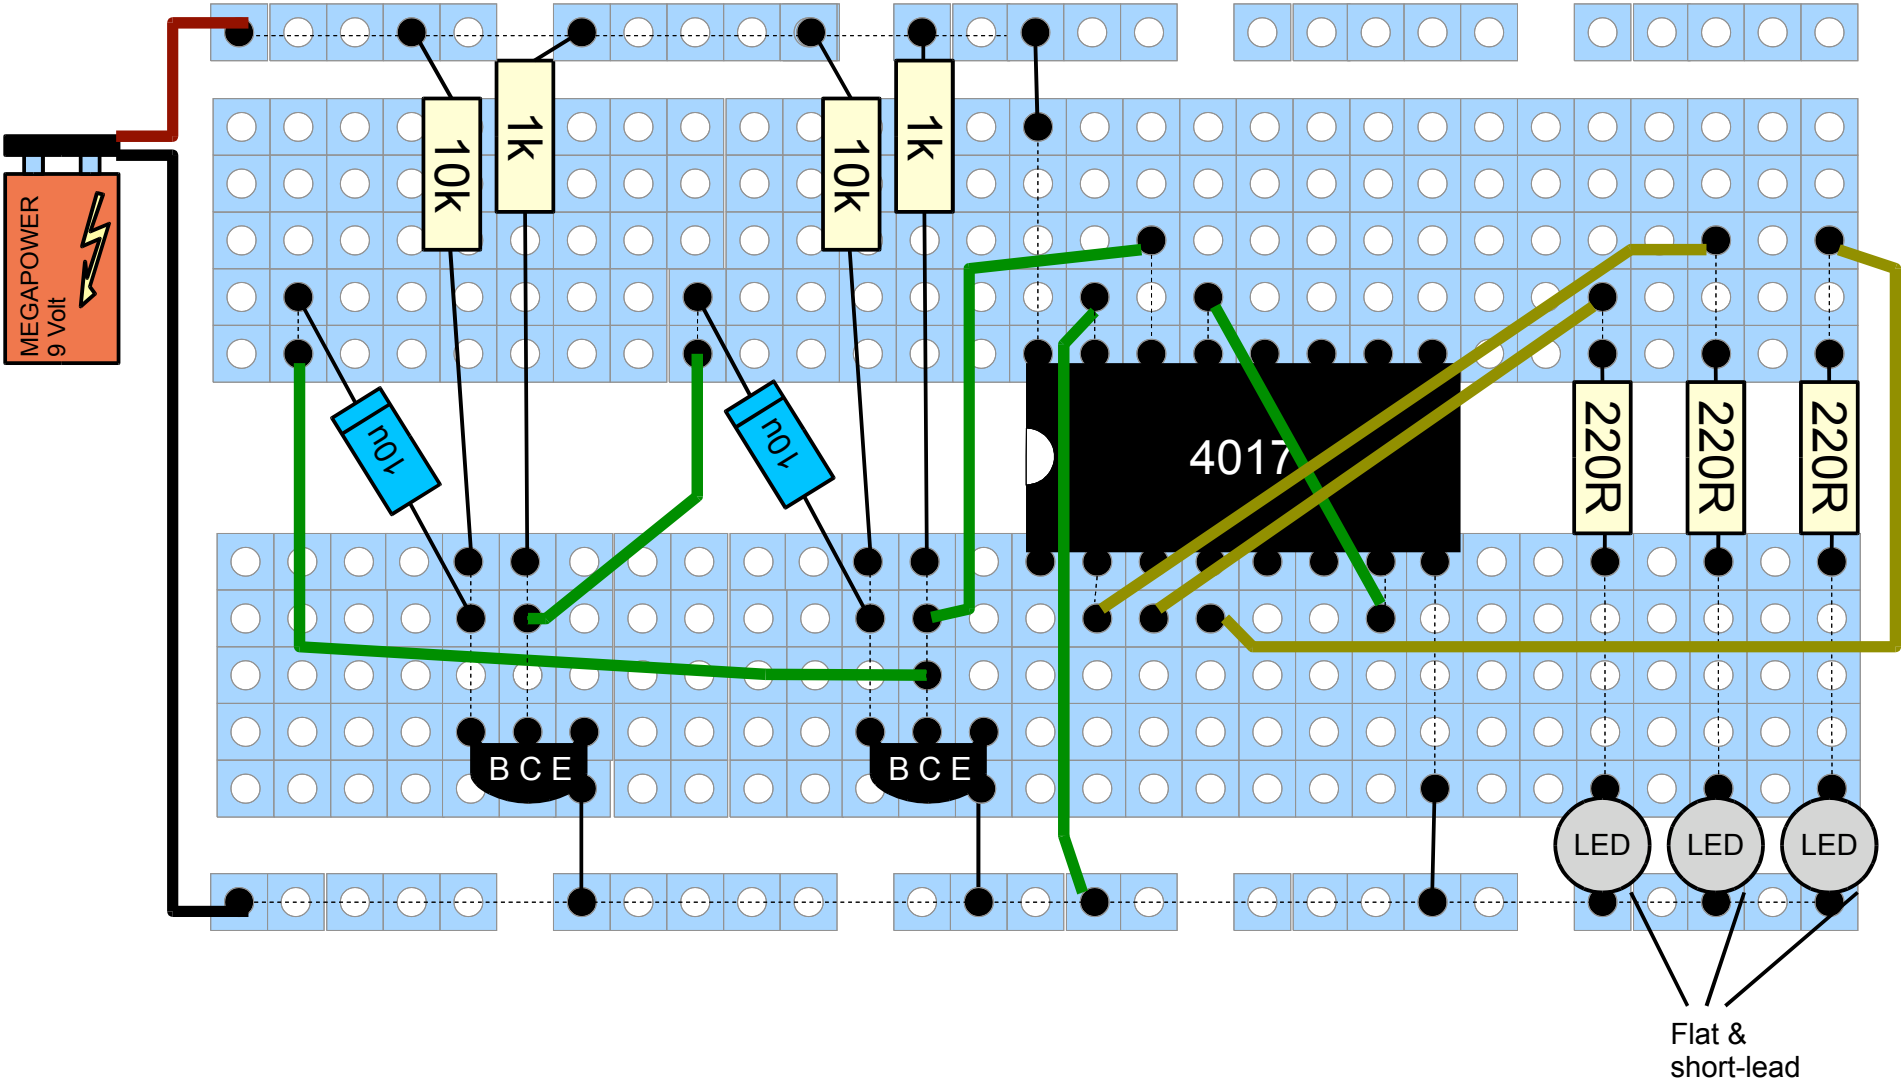 10k
1k
10k
1k
MEGAPOWER
9 Volt
10u
10u
4017
220R
220R
220R
B C E
B C E
LED
LED
LED
Flat &
short-lead